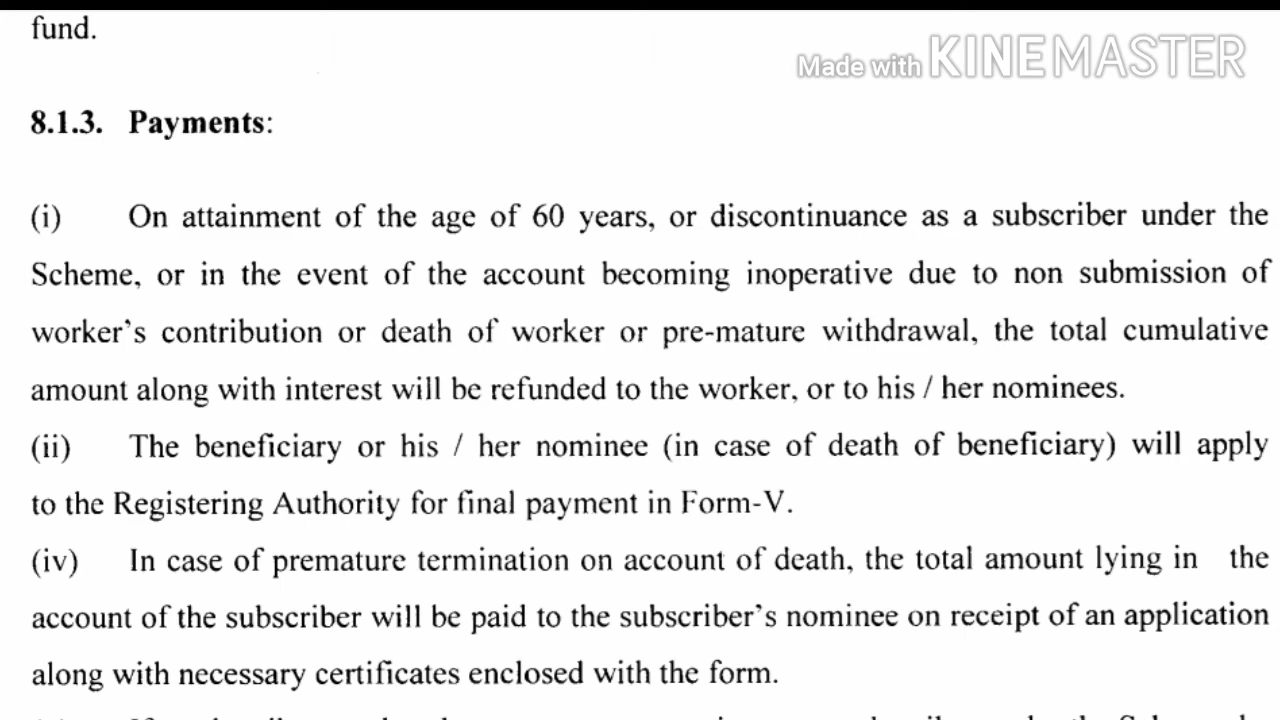 fund.
Made with KINEMASTER
8.1.3. Payments:
(i) On attainment of the age of 60 years, or discontinuance as a subscriber under the
Scheme, or in the event of the account becoming inoperative due to non submission of
worker's contribution or death of worker or pre-mature withdrawal, the total cumulative
amount along with interest will be refunded to the worker, or to his / her nominees.
(ii) The beneficiary or his / her nominee (in case of death of beneficiary) will apply
to the Registering Authority for final payment in Form-V.
(iv) In case of premature termination on account of death, the total amount lying in the
account of the subscriber will be paid to the subscriber's nominee on receipt of an application
along with necessary certificates enclosed with the form.